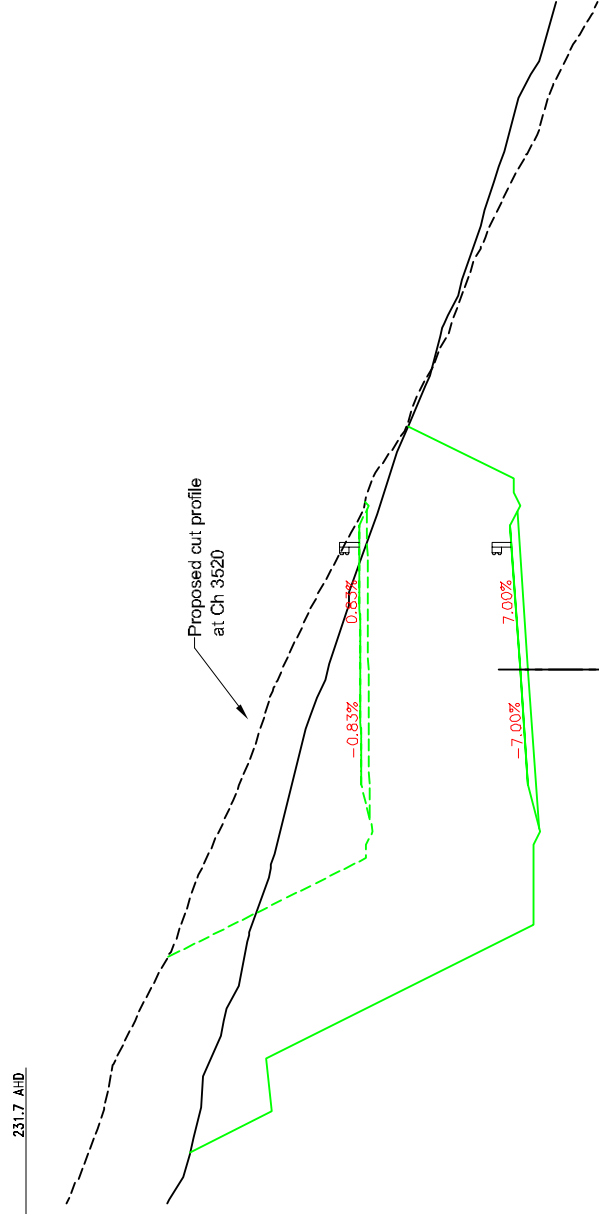 Proposed cut profile
at Ch 3520
-0.83%
0.83%
-7.00%
7.00%
231.7 AHD